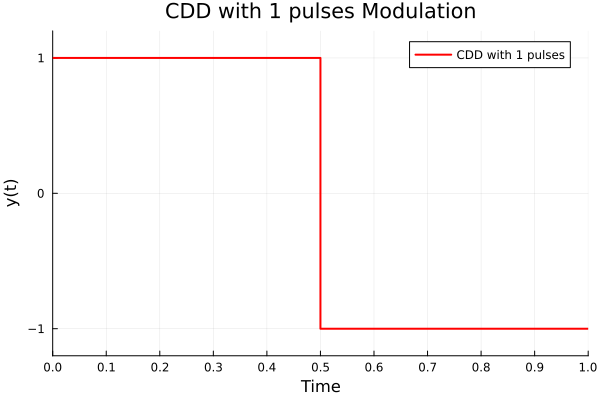 CDD with 1 pulses Modulation
CDD with 1 pulses
y(t)
1
0
−1
0.0 0.1 0.2 0.3 0.4 0.5 0.6 0.7 0.8 0.9 1.0
Time